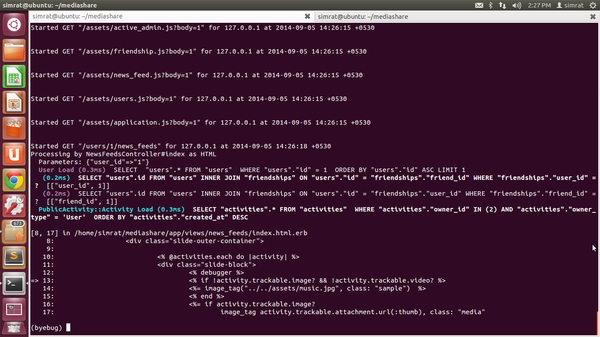 simrat@ubuntu: ~/mediashare
2:27 PM
simrat
simrat@ubuntu: ~/mediashare
simrat@ubuntu: ~/mediashare
Started GET "/assets/active_admin.js?body=1" for 127.0.0.1 at 2014-09-05 14:26:15 +0530
Started GET "/assets/friendship.js?body=1" for 127.0.0.1 at 2014-09-05 14:26:15 +0530
Started GET "/assets/news_feed.js?body=1" for 127.0.0.1 at 2014-09-05 14:26:15 +0530
Started GET "/assets/users.js?body=1" for 127.0.0.1 at 2014-09-05 14:26:15 +0530
Started GET "/assets/application.js?body=1" for 127.0.0.1 at 2014-09-05 14:26:15 +0530
Started GET "/users/1/news_feeds" for 127.0.0.1 at 2014-09-05 14:26:18 +0530
Processing by NewsFeedsController#index as HTML
Parameters: {"user_id"=>"1"}
User Load (0.3ms) SELECT "users".* FROM "users" WHERE "users"."id" = 1 ORDER BY "users"."id" ASC LIMIT 1
(0.2ms) SELECT "users".id FROM "users" INNER JOIN "friendships" ON "users"."id" = "friendships"."friend_id" WHERE "friendships"."user_id" =
? [["user_id", 1]]
(0.2ms) SELECT "users".id FROM "users" INNER JOIN "friendships" ON "users"."id" = "friendships"."user_id" WHERE "friendships"."friend_id" =
? [["friend_id", 1]]
PublicActivity::Activity Load (0.3ms) SELECT "activities".* FROM "activities" WHERE "activities"."owner_id" IN (2) AND "activities"."owner_
type" = 'User' ORDER BY "activities"."created_at" DESC
[8, 17] in /home/simrat/mediashare/app/views/news_feeds/index.html.erb
8: <div class="slide-outer-container">
9:
10: <% @activities.each do |activity| %>
11: <div class="slide-block">
12: <% debugger %>
=> 13: <% if !activity.trackable.image? && !activity.trackable.video? %>
14: <%= image_tag("../../assets/music.jpg", class: "sample") %>
15: <% end %>
16: <%= if activity.trackable.image?
17: image_tag activity.trackable.attachment.url(:thumb), class: "media"
(byebug)